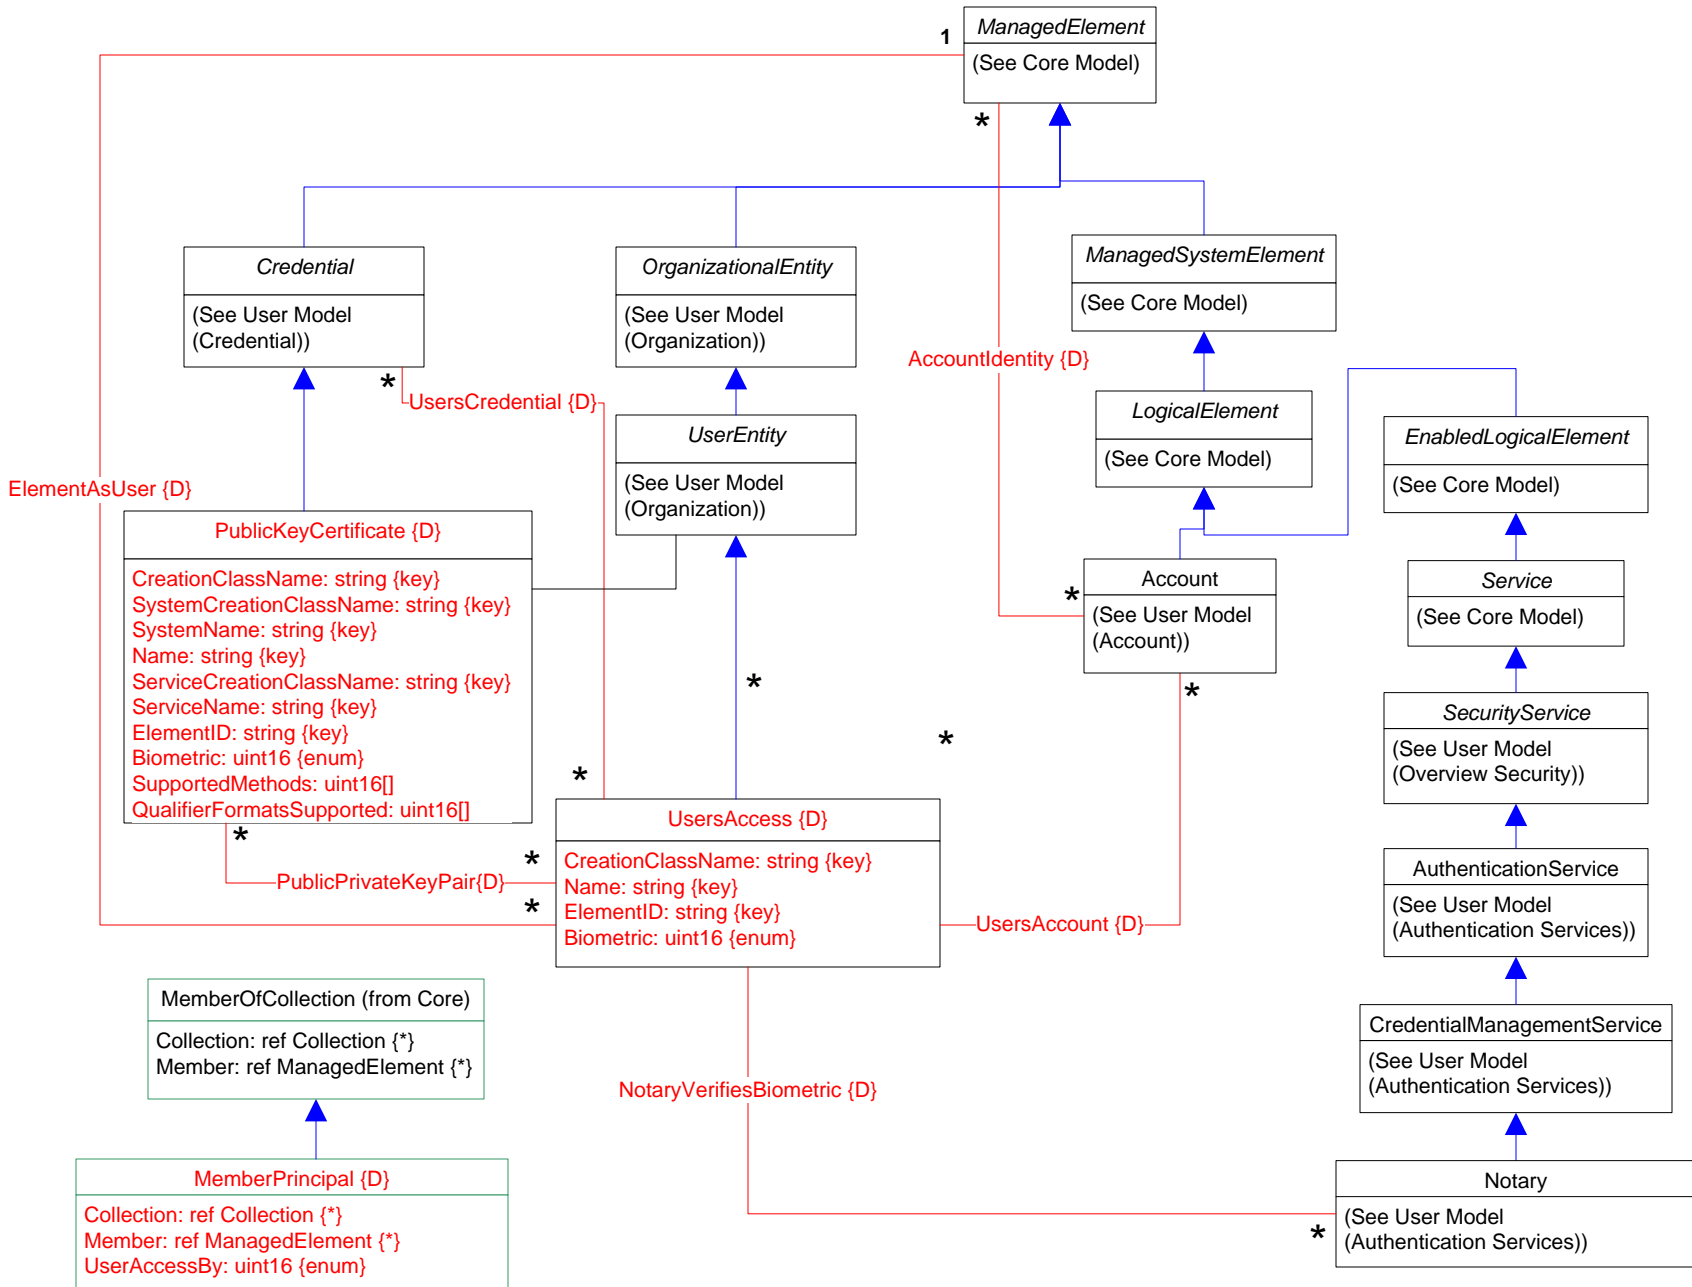 ManagedElement
(See Core Model)
1
*
Credential
(See User Model
(Credential))
*
OrganizationalEntity
(See User Model
(Organization))
ManagedSystemElement
(See Core Model)
AccountIdentity {D}
UsersCredential {D}
LogicalElement
(See Core Model)
EnabledLogicalElement
(See Core Model)
UserEntity
(See User Model
(Organization))
ElementAsUser {D}
PublicKeyCertificate {D}
CreationClassName: string {key}
SystemCreationClassName: string {key}
SystemName: string {key}
Name: string {key}
ServiceCreationClassName: string {key}
ServiceName: string {key}
ElementID: string {key}
Biometric: uint16 {enum}
SupportedMethods: uint16[]
QualifierFormatsSupported: uint16[]
*
Account
(See User Model
(Account))
*
*
Service
(See Core Model)
SecurityService
(See User Model
(Overview Security))
*
*
*
UsersAccess {D}
CreationClassName: string {key}
Name: string {key}
ElementID: string {key}
Biometric: uint16 {enum}
*
*
PublicPrivateKeyPair{D}
UsersAccount {D}
AuthenticationService
(See User Model
(Authentication Services))
MemberOfCollection (from Core)
Collection: ref Collection {*}
Member: ref ManagedElement {*}
CredentialManagementService
(See User Model
(Authentication Services))
NotaryVerifiesBiometric {D}
MemberPrincipal {D}
Collection: ref Collection {*}
Member: ref ManagedElement {*}
UserAccessBy: uint16 {enum}
Notary
(See User Model
(Authentication Services))
*